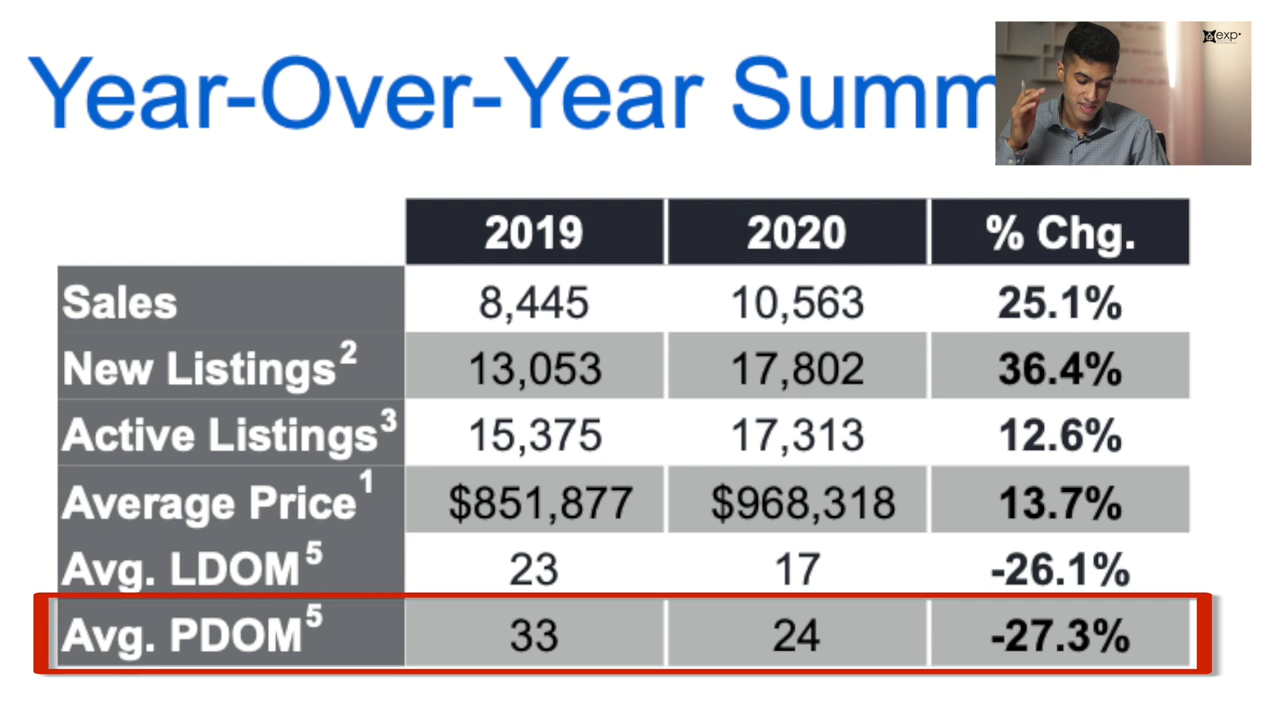 Year-Over-Year Summ
exp
2019 2020 % Chg.
Sales 8,445 10,563 25.1%
New Listings² 13,053 17,802 36.4%
Active Listings³ 15,375 17,313 12.6%
Average Price¹ $851,877 $968,318 13.7%
Avg. LDOM⁵ 23 17 -26.1%
Avg. PDOM⁵ 33 24 -27.3%